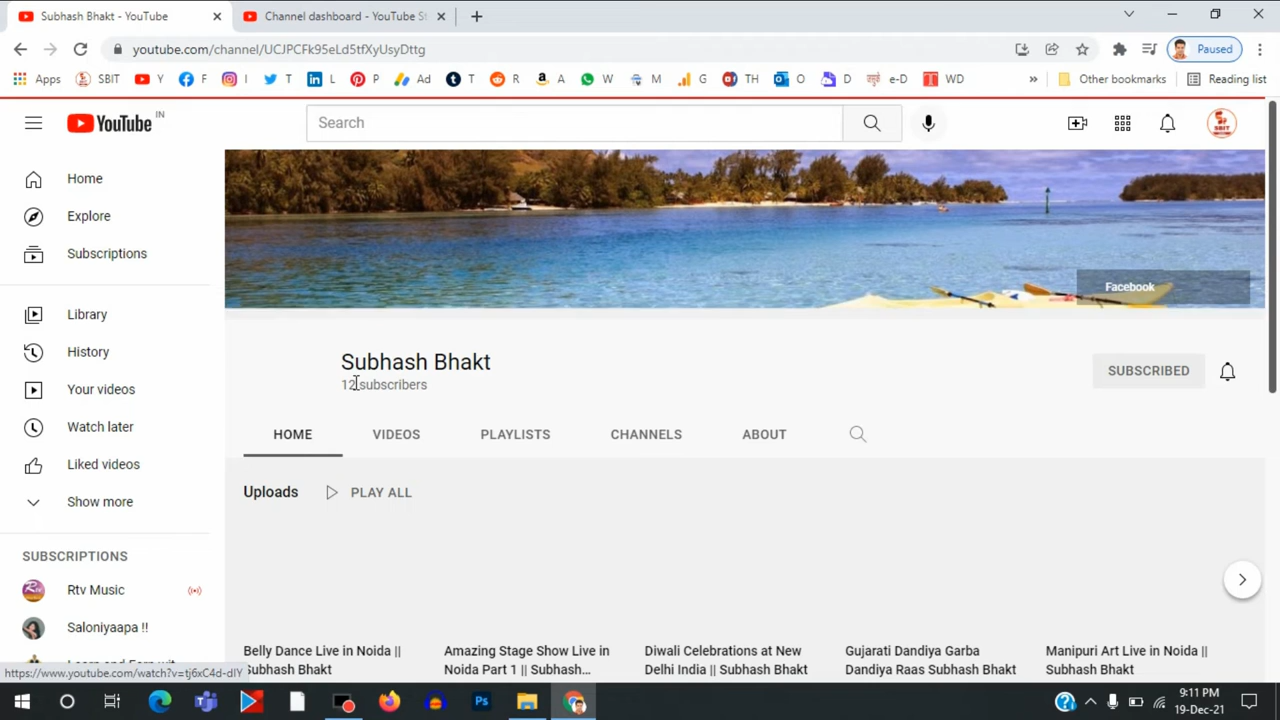 Subhash Bhakt - YouTube
Channel dashboard - YouTube St
youtube.com/channel/UCJPCFk95eLd5tfXyUsyDttg
Paused
Apps SBIT Y F I T L P Ad T R A W M G TH O D e-D WD » Other bookmarks Reading list
YouTube IN
Search
SBIT
Home
Explore
Subscriptions
Library
History
Your videos
Watch later
Liked videos
Show more
SUBSCRIPTIONS
Rtv Music
Saloniyaapa !!
Facebook
Subhash Bhakt
12 subscribers
SUBSCRIBED
HOME VIDEOS PLAYLISTS CHANNELS ABOUT
Uploads PLAY ALL
Belly Dance Live in Noida ||
Subhash Bhakt
Amazing Stage Show Live in
Noida Part 1 || Subhash...
Diwali Celebrations at New
Delhi India || Subhash Bhakt
Gujarati Dandiya Garba
Dandiya Raas Subhash Bhakt
Manipuri Art Live in Noida ||
Subhash Bhakt
https://www.youtube.com/watch?v=tj6xC4d-dIY
9:11 PM
19-Dec-21